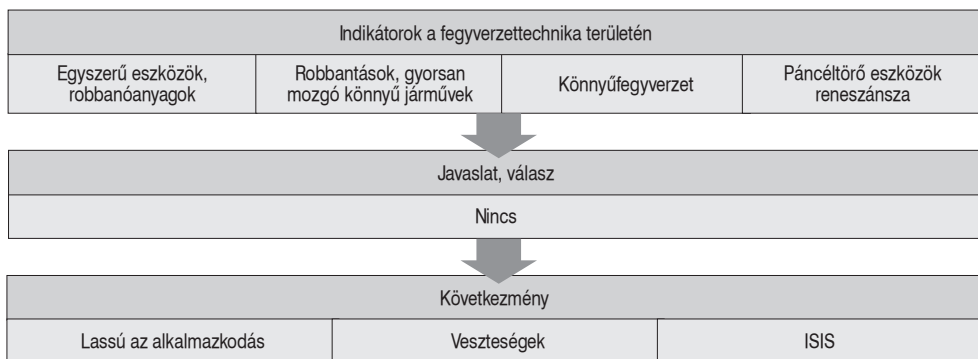 Indikátorok a fegyverzettechnika területén
Egyszerű eszközök,
robbanóanyagok
Robbantások, gyorsan
mozgó könnyű járművek
Könnyűfegyverzet
Páncéltörő eszközök
reneszánsza
Javaslat, válasz
Nincs
Következmény
Lassú az alkalmazkodás
Veszteségek
ISIS